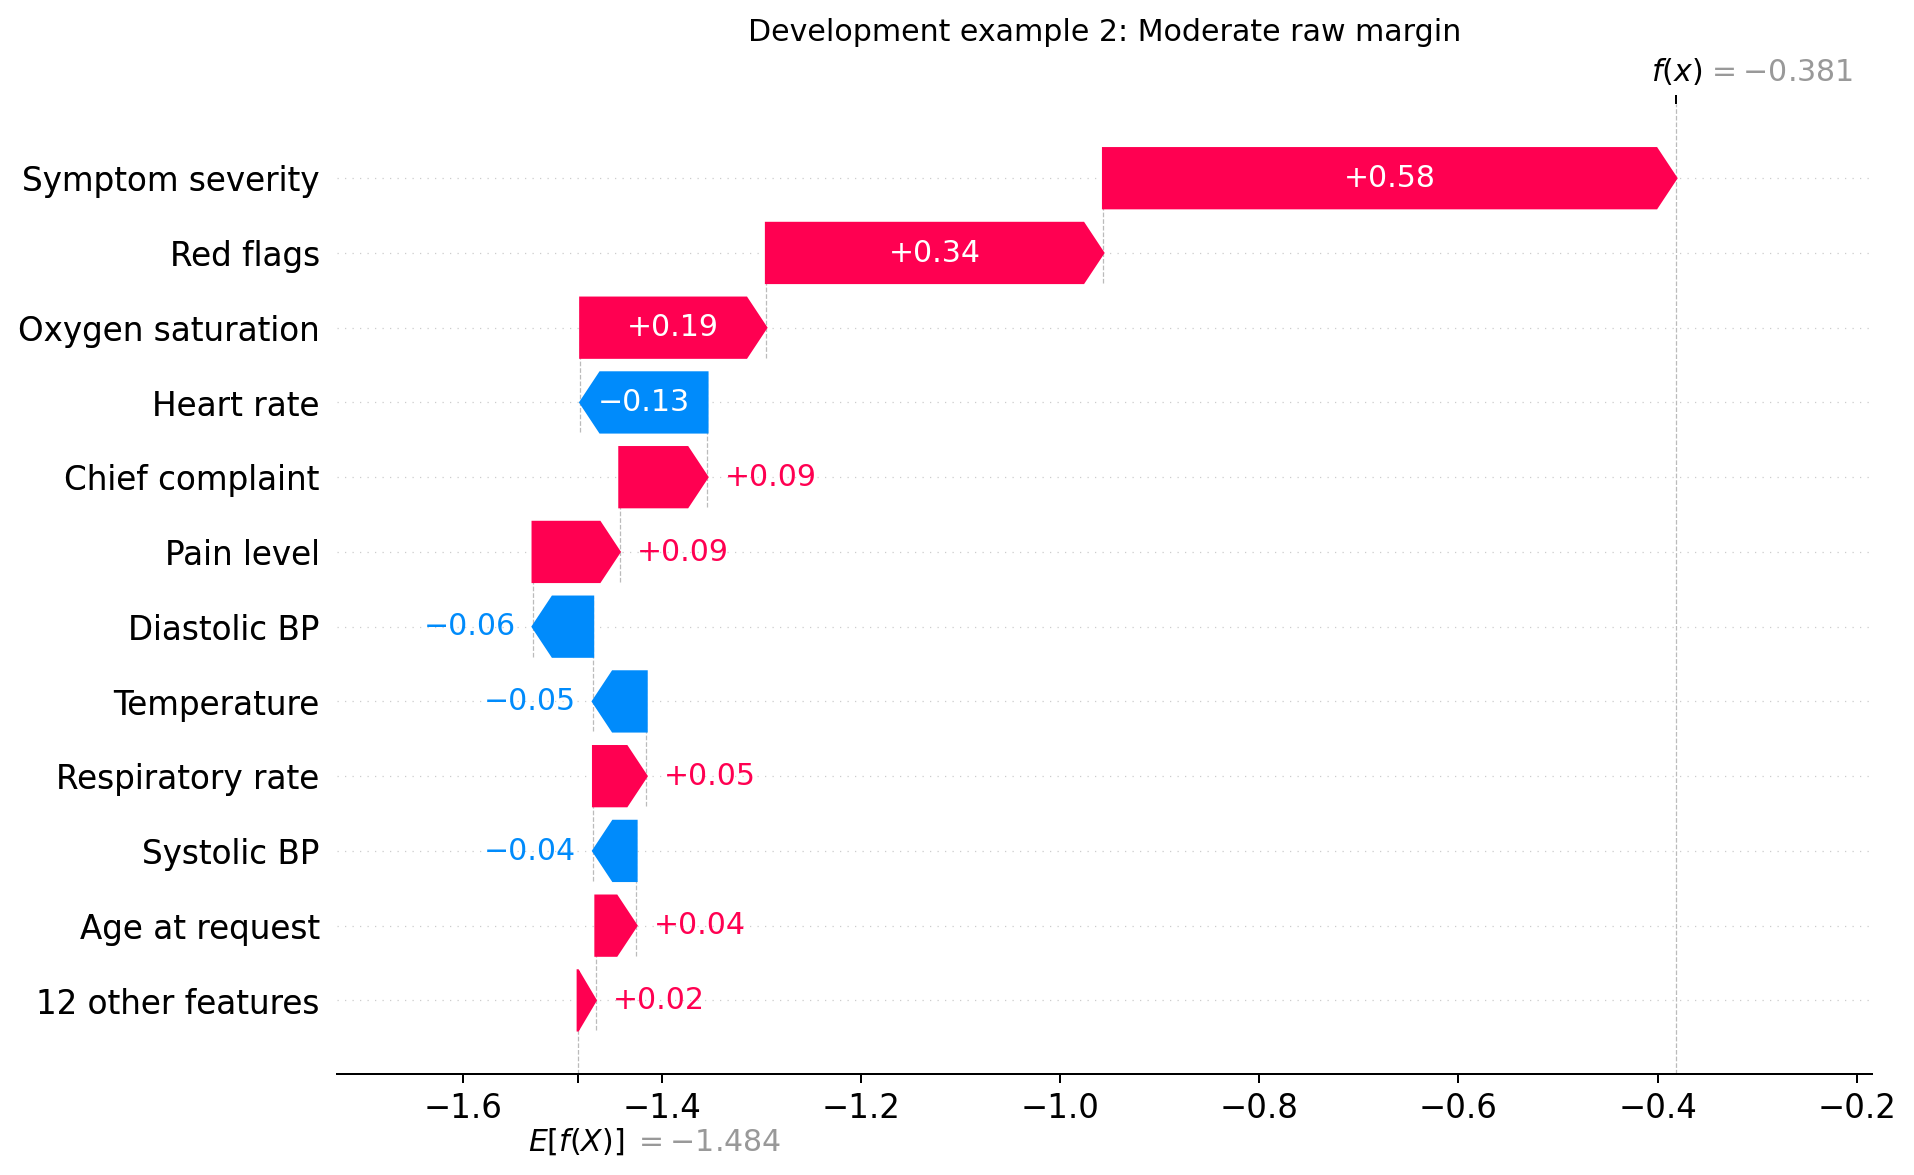 Development example 2: Moderate raw margin
f(x) = −0.381
Symptom severity +0.58
Red flags +0.34
Oxygen saturation +0.19
Heart rate −0.13
Chief complaint +0.09
Pain level +0.09
Diastolic BP −0.06
Temperature −0.05
Respiratory rate +0.05
Systolic BP −0.04
Age at request +0.04
12 other features +0.02
−1.6 −1.4 −1.2 −1.0 −0.8 −0.6 −0.4 −0.2
E[f(X)] = −1.484